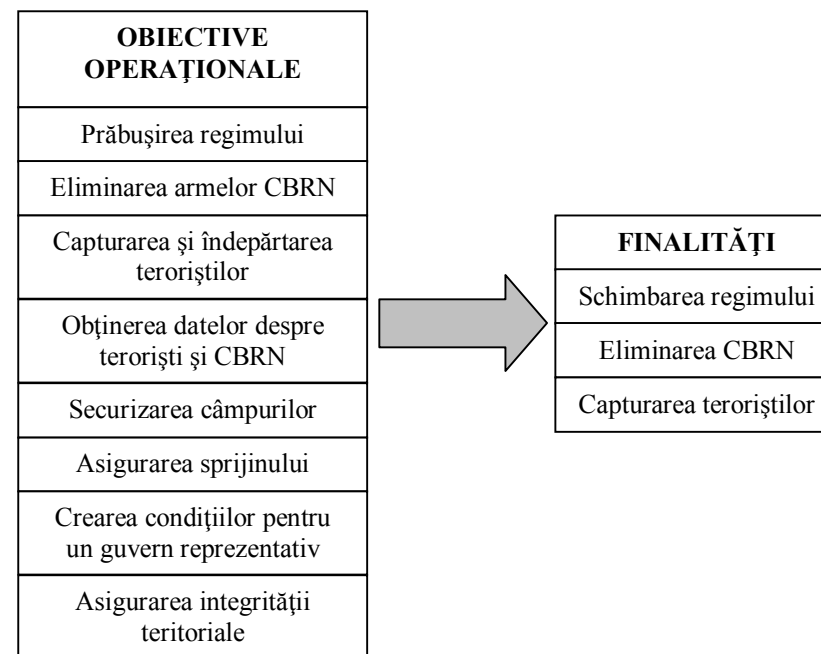 OBIECTIVE
OPERAŢIONALE
Prăbuşirea regimului
Eliminarea armelor CBRN
Capturarea şi îndepărtarea
teroriştilor
Obţinerea datelor despre
terorişti şi CBRN
Securizarea câmpurilor
Asigurarea sprijinului
Crearea condiţiilor pentru
un guvern reprezentativ
Asigurarea integrităţii
teritoriale
FINALITĂŢI
Schimbarea regimului
Eliminarea CBRN
Capturarea teroriştilor